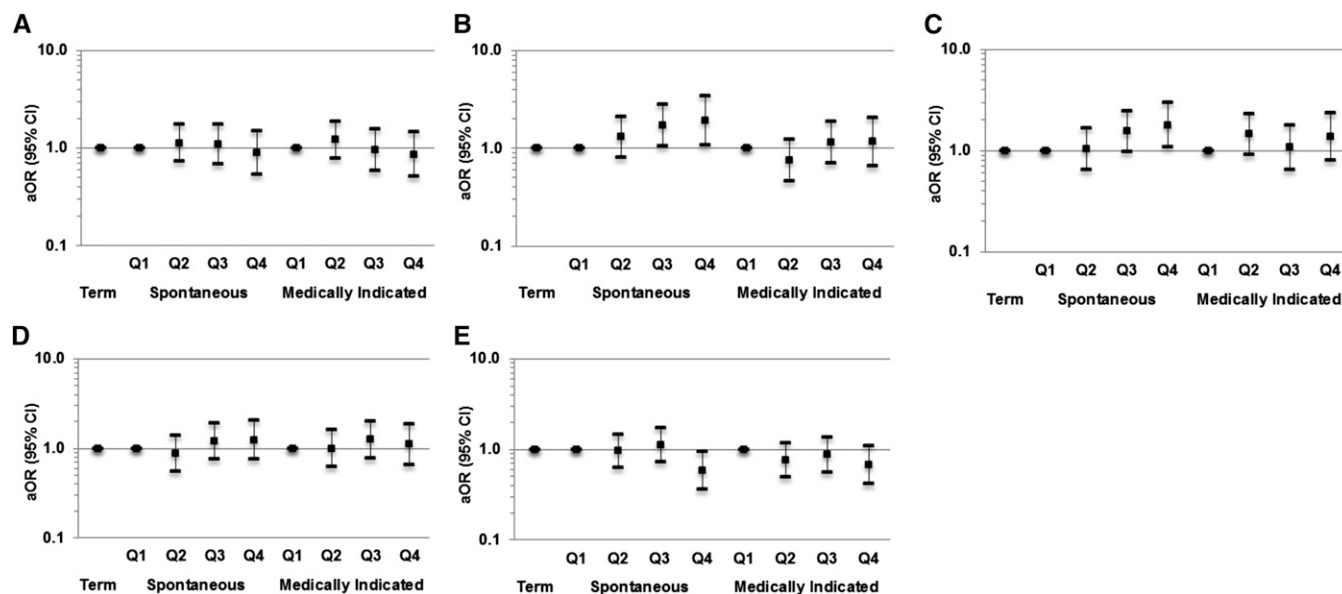 A
10.0
1.0
0.1
aOR (95% CI)
Q1 Q2 Q3 Q4 Q1 Q2 Q3 Q4
Term Spontaneous Medically Indicated
B
10.0
1.0
0.1
aOR (95% CI)
Q1 Q2 Q3 Q4 Q1 Q2 Q3 Q4
Term Spontaneous Medically Indicated
C
10.0
1.0
0.1
aOR (95% CI)
Q1 Q2 Q3 Q4 Q1 Q2 Q3 Q4
Term Spontaneous Medically Indicated
D
10.0
1.0
0.1
aOR (95% CI)
Q1 Q2 Q3 Q4 Q1 Q2 Q3 Q4
Term Spontaneous Medically Indicated
E
10.0
1.0
0.1
aOR (95% CI)
Q1 Q2 Q3 Q4 Q1 Q2 Q3 Q4
Term Spontaneous Medically Indicated